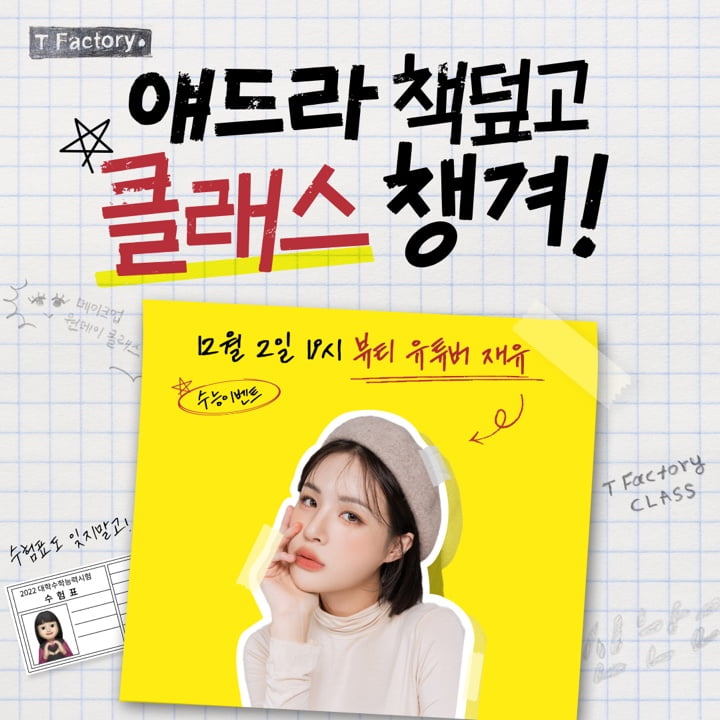 T Factory.
얘드라 책덮고
클래스 챙겨!
메이크업
원데이 클래스
12월 2일 19시 뷰티 유튜버 재유
수능이벤트
T Factory
CLASS
수험표도 잊지말고!
2022 대학수학능력시험
수 험 표